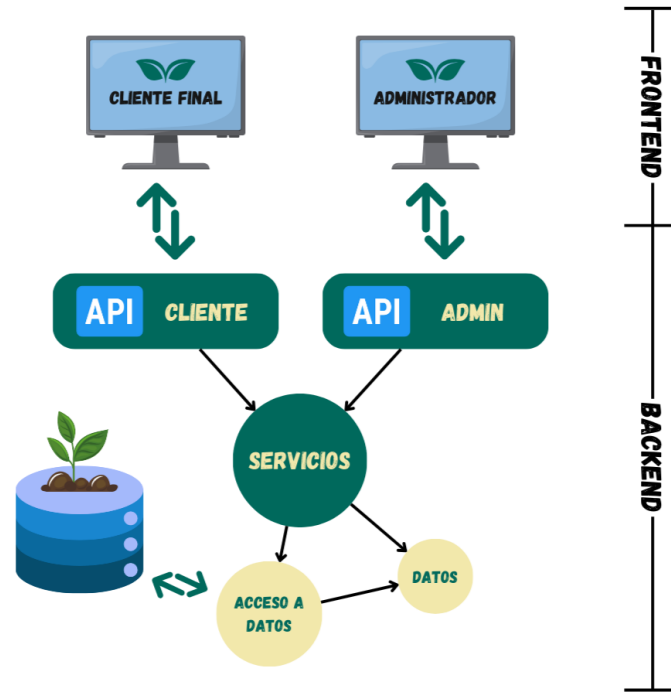 CLIENTE FINAL
ADMINISTRADOR
FRONTEND
API CLIENTE
API ADMIN
BACKEND
SERVICIOS
DATOS
ACCESO A
DATOS